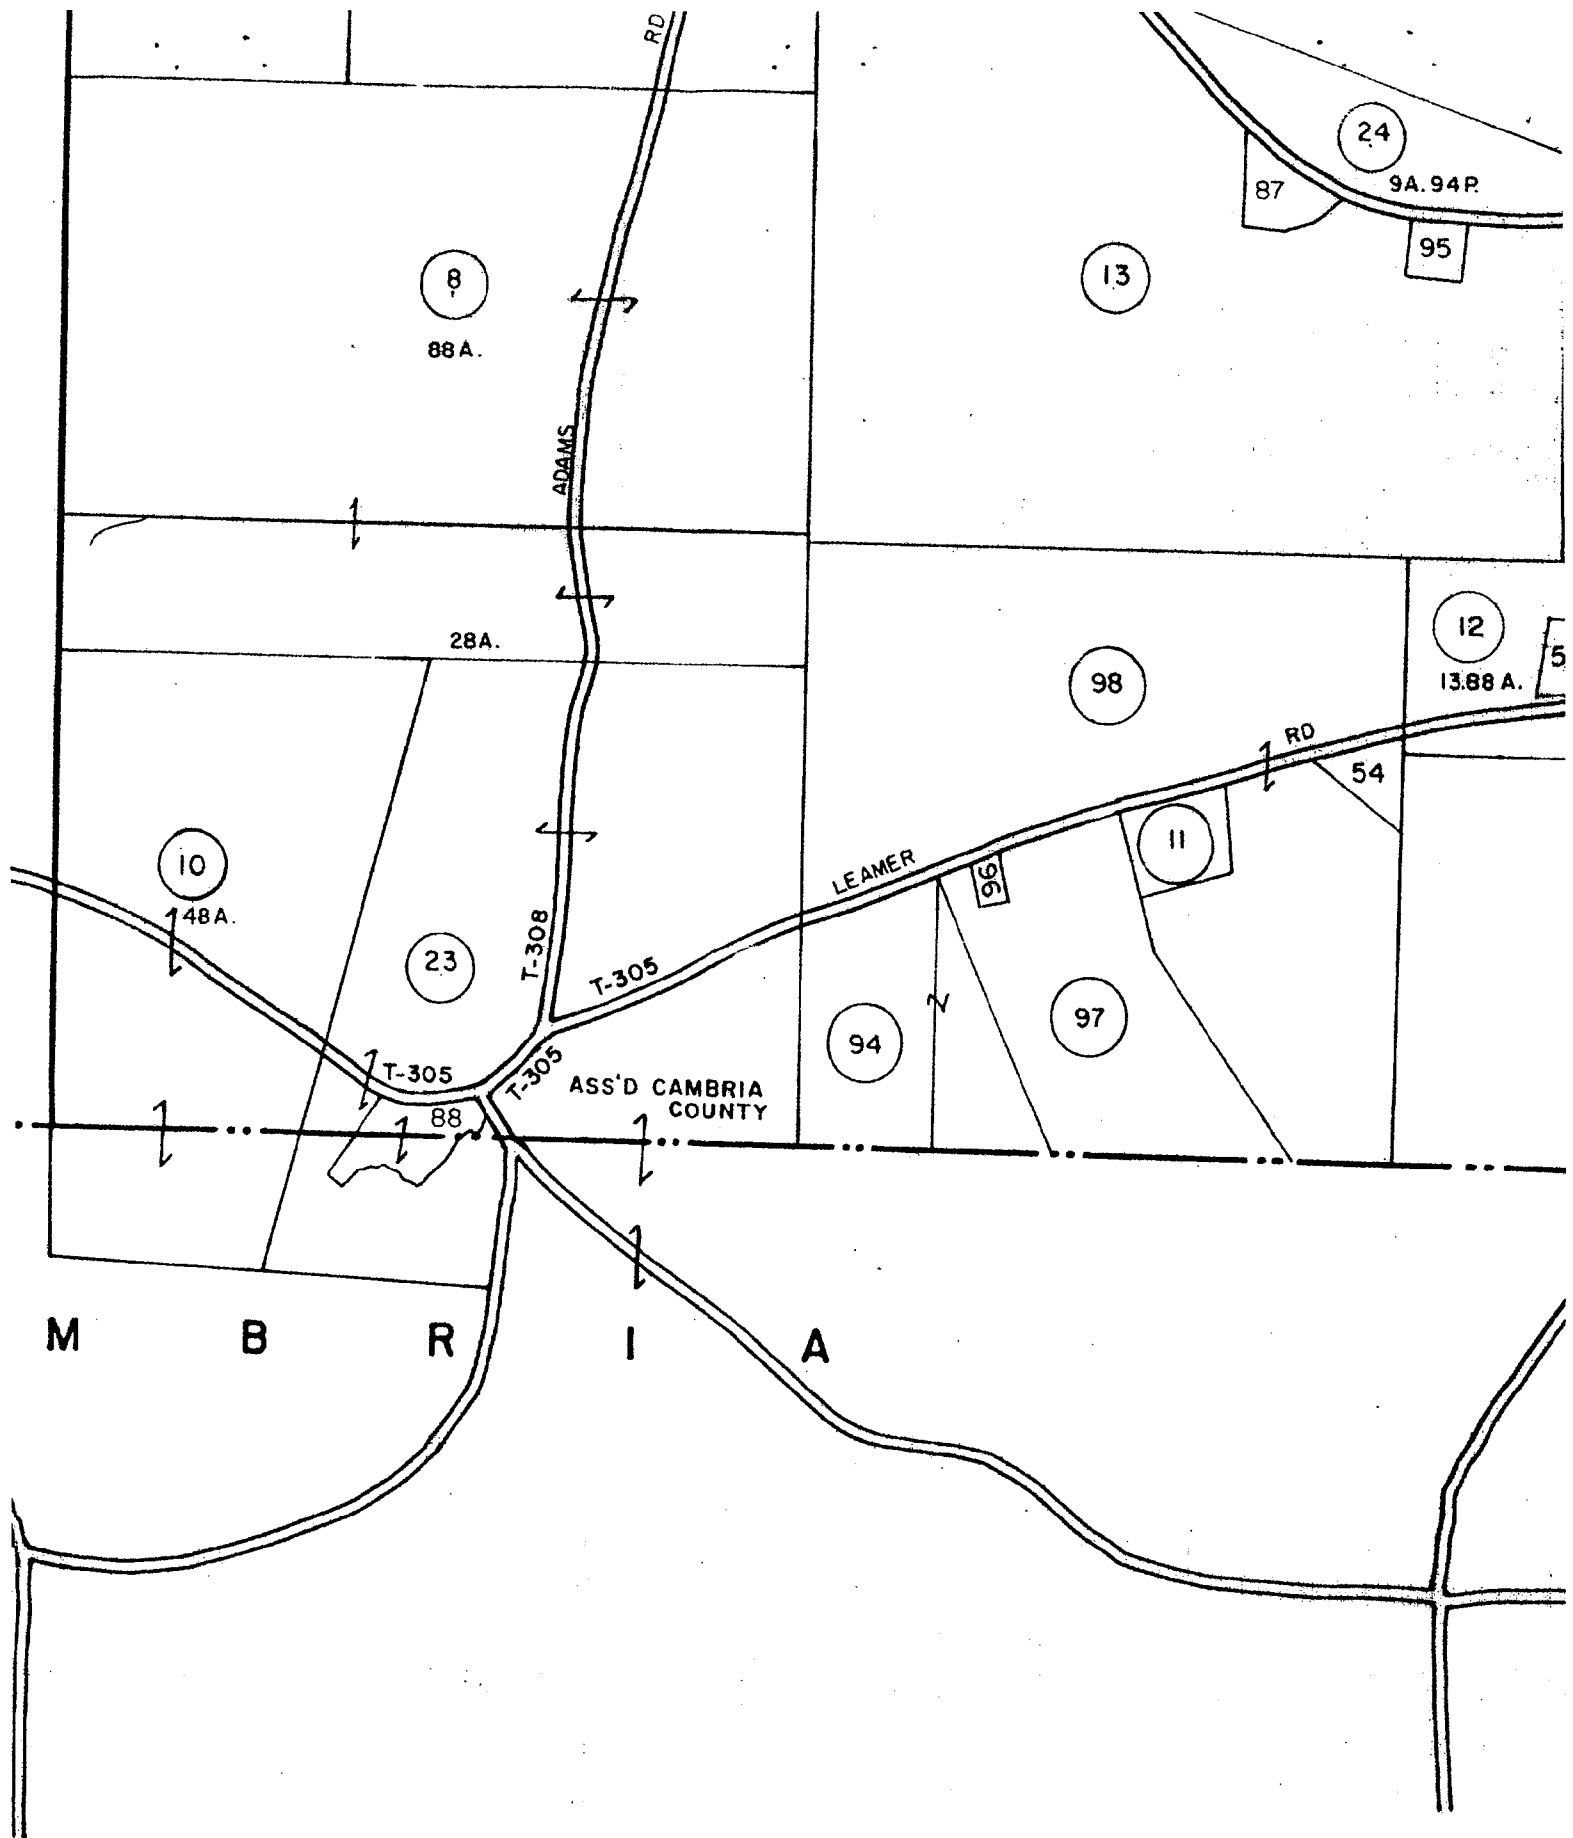 RD
24
9A.94P.
87
95
8
88A.
13
ADAMS
28A.
12
13.88A.
5
98
RD
54
11
LEAMER
96
10
48A.
23
T-308
T-305
94
97
T-305
T-305
88
ASS'D CAMBRIA
COUNTY
M B R I A